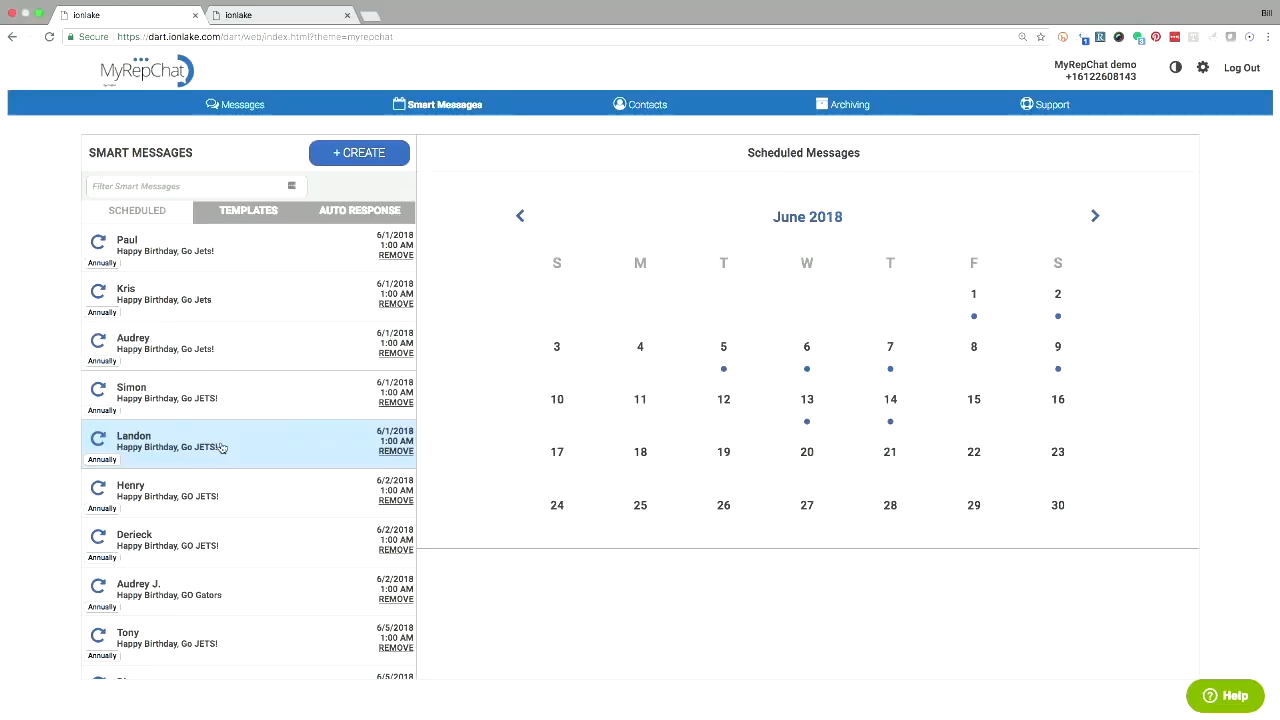 ionlake
ionlake
Bill
Secure
https://dart.ionlake.com/dart/web/index.html?theme=myrepchat
MyRepChat
MyRepChat demo
+16122608143
Log Out
Messages
Smart Messages
Contacts
Archiving
Support
SMART MESSAGES
+ CREATE
Filter Smart Messages
SCHEDULED
TEMPLATES
AUTO RESPONSE
Paul
Happy Birthday, Go Jets!
Annually
6/1/2018
1:00 AM
REMOVE
Kris
Happy Birthday, Go Jets
Annually
6/1/2018
1:00 AM
REMOVE
Audrey
Happy Birthday, Go Jets!
Annually
6/1/2018
1:00 AM
REMOVE
Simon
Happy Birthday, Go JETS!
Annually
6/1/2018
1:00 AM
REMOVE
Landon
Happy Birthday, Go JETS!
Annually
6/1/2018
1:00 AM
REMOVE
Henry
Happy Birthday, GO JETS!
Annually
6/2/2018
1:00 AM
REMOVE
Derieck
Happy Birthday, GO JETS!
Annually
6/2/2018
1:00 AM
REMOVE
Audrey J.
Happy Birthday, GO Gators
Annually
6/2/2018
1:00 AM
REMOVE
Tony
Happy Birthday, Go JETS!
Annually
6/5/2018
1:00 AM
REMOVE
6/5/2018
Scheduled Messages
June 2018
S M T W T F S
1 2
3 4 5 6 7 8 9
10 11 12 13 14 15 16
17 18 19 20 21 22 23
24 25 26 27 28 29 30
Help